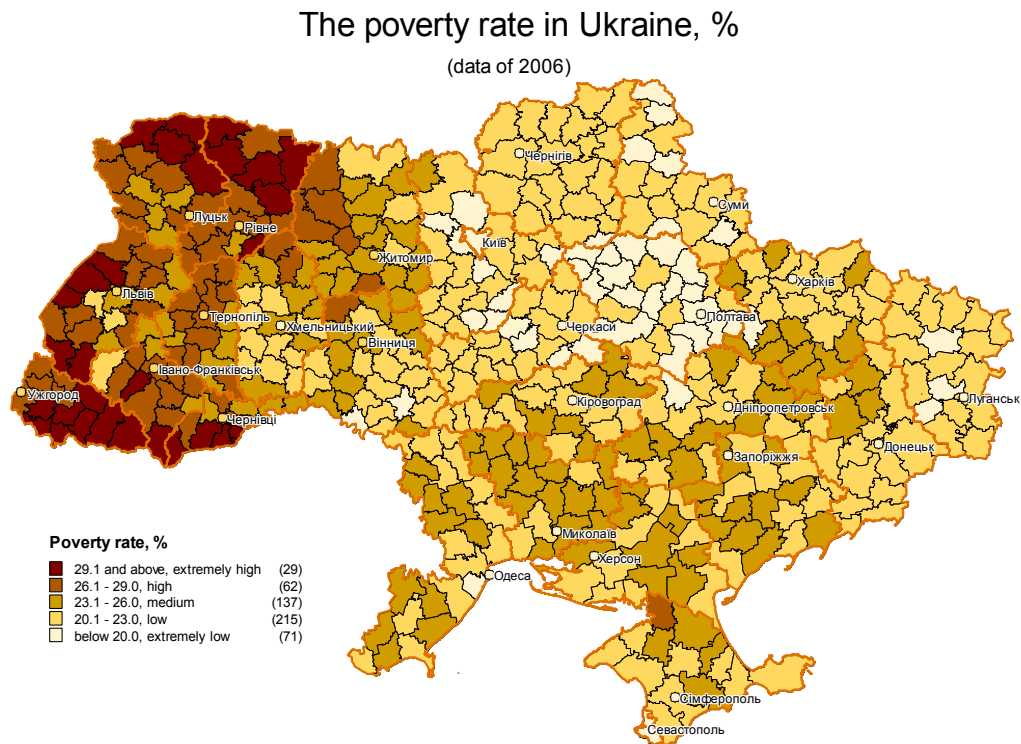 The poverty rate in Ukraine, %
(data of 2006)
Чернігів
Суми
Луцьк
Рівне
Київ
Житомир
Харків
Львів
Тернопіль
Хмельницький
Полтава
Черкаси
Вінниця
Івано-Франківськ
Ужгород
Луганськ
Кіровоград
Дніпропетровськ
Чернівці
Донецьк
Запоріжжя
Миколаїв
Херсон
Одеса
Сімферополь
Севастополь
Poverty rate, %
29.1 and above, extremely high (29)
26.1 - 29.0, high (62)
23.1 - 26.0, medium (137)
20.1 - 23.0, low (215)
below 20.0, extremely low (71)